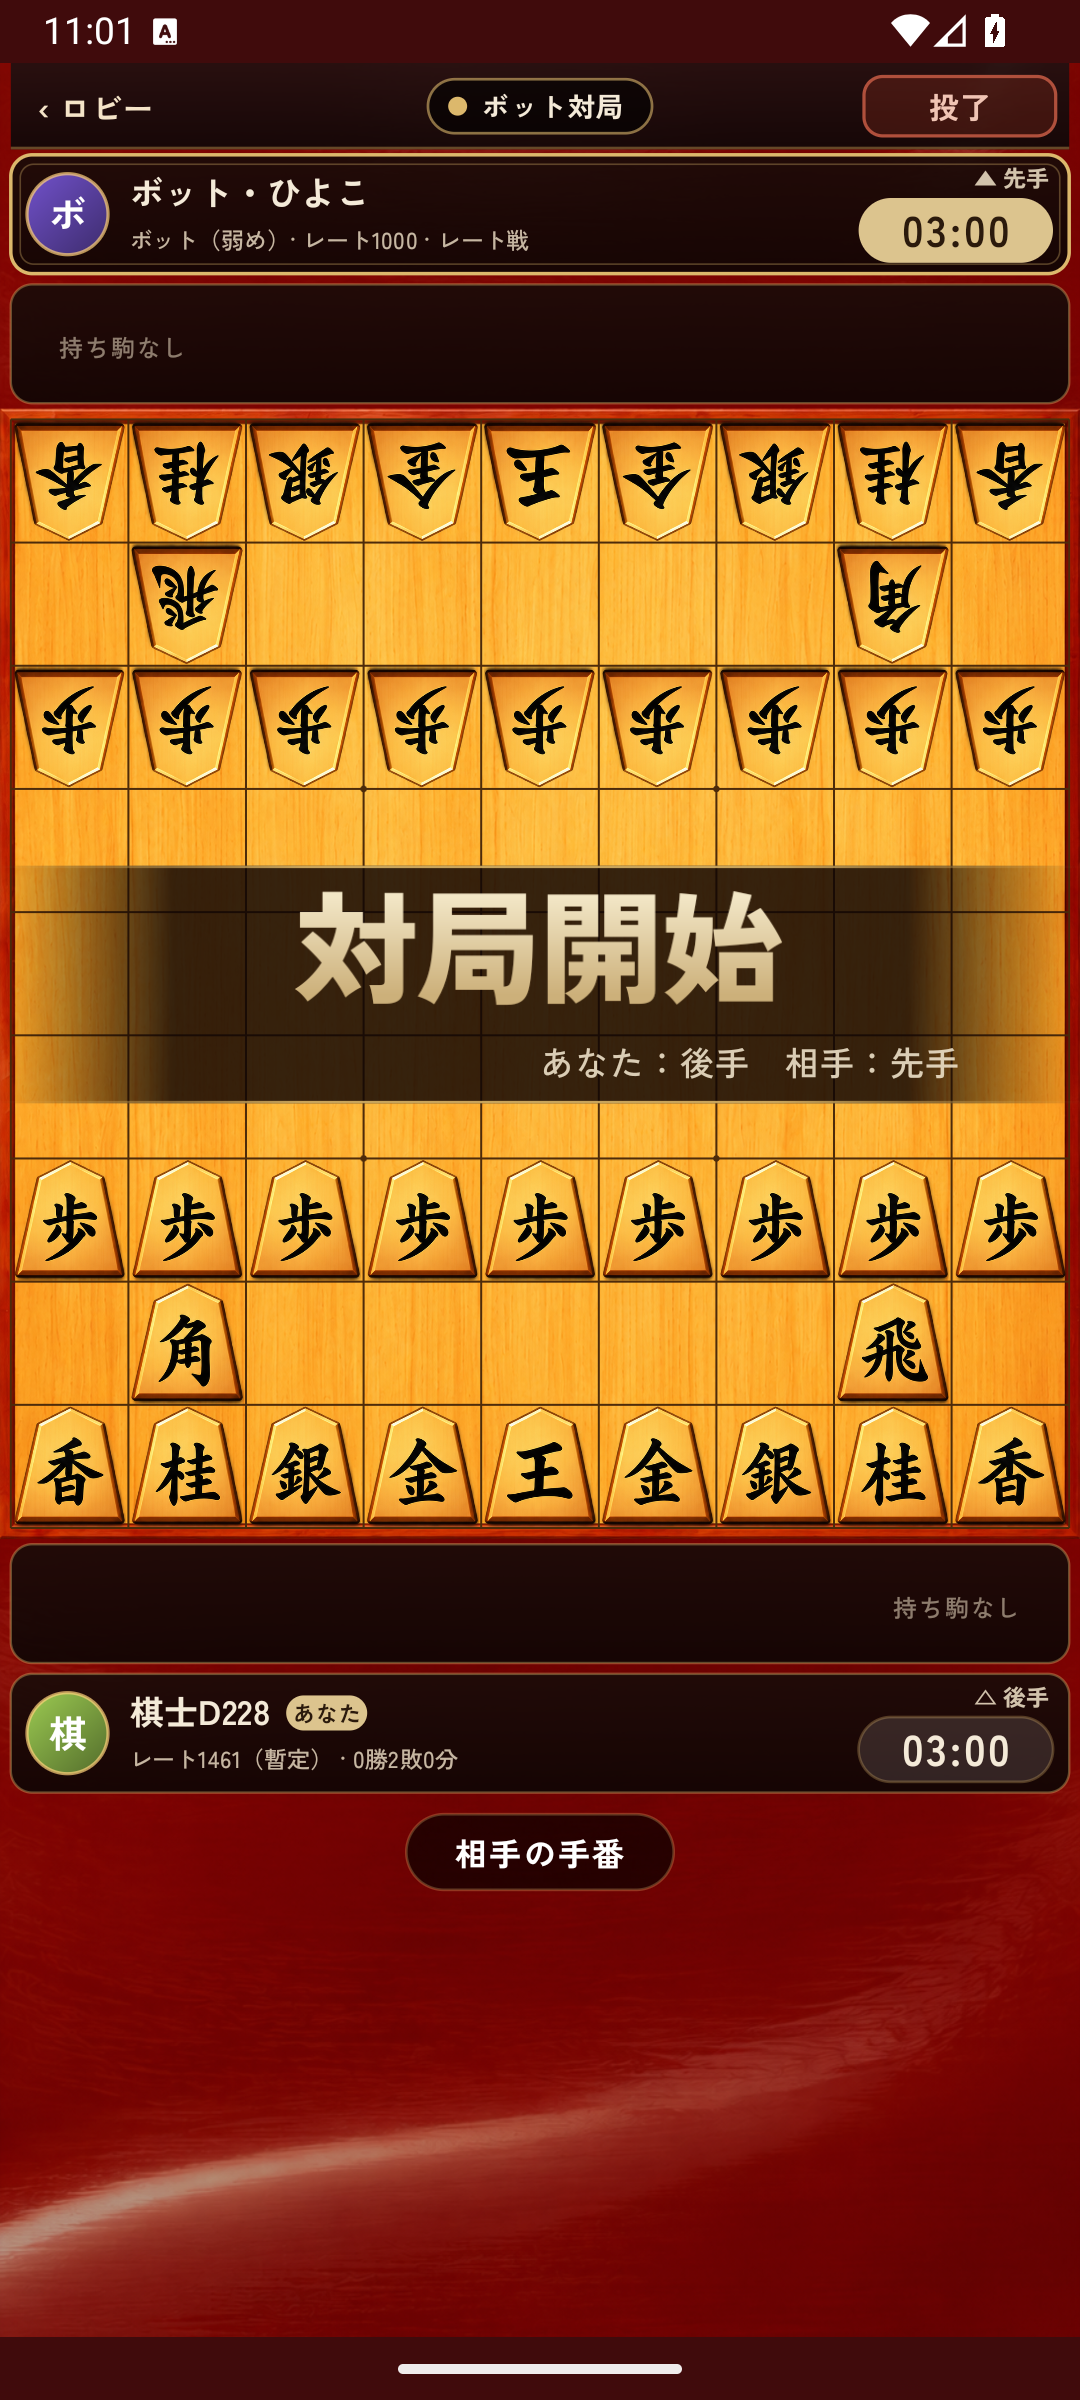 11:01 A
‹ ロビー
ボット対局
投了
ボ
ボット・ひよこ
ボット（弱め）· レート1000 · レート戦
▲ 先手
03:00
持ち駒なし
香 桂 銀 金 玉 金 銀 桂 香
飛 角
歩 歩 歩 歩 歩 歩 歩 歩 歩
対局開始
あなた：後手　相手：先手
歩 歩 歩 歩 歩 歩 歩 歩 歩
角 飛
香 桂 銀 金 王 金 銀 桂 香
持ち駒なし
棋
棋士D228 あなた
レート1461（暫定） · 0勝2敗0分
△ 後手
03:00
相手の手番